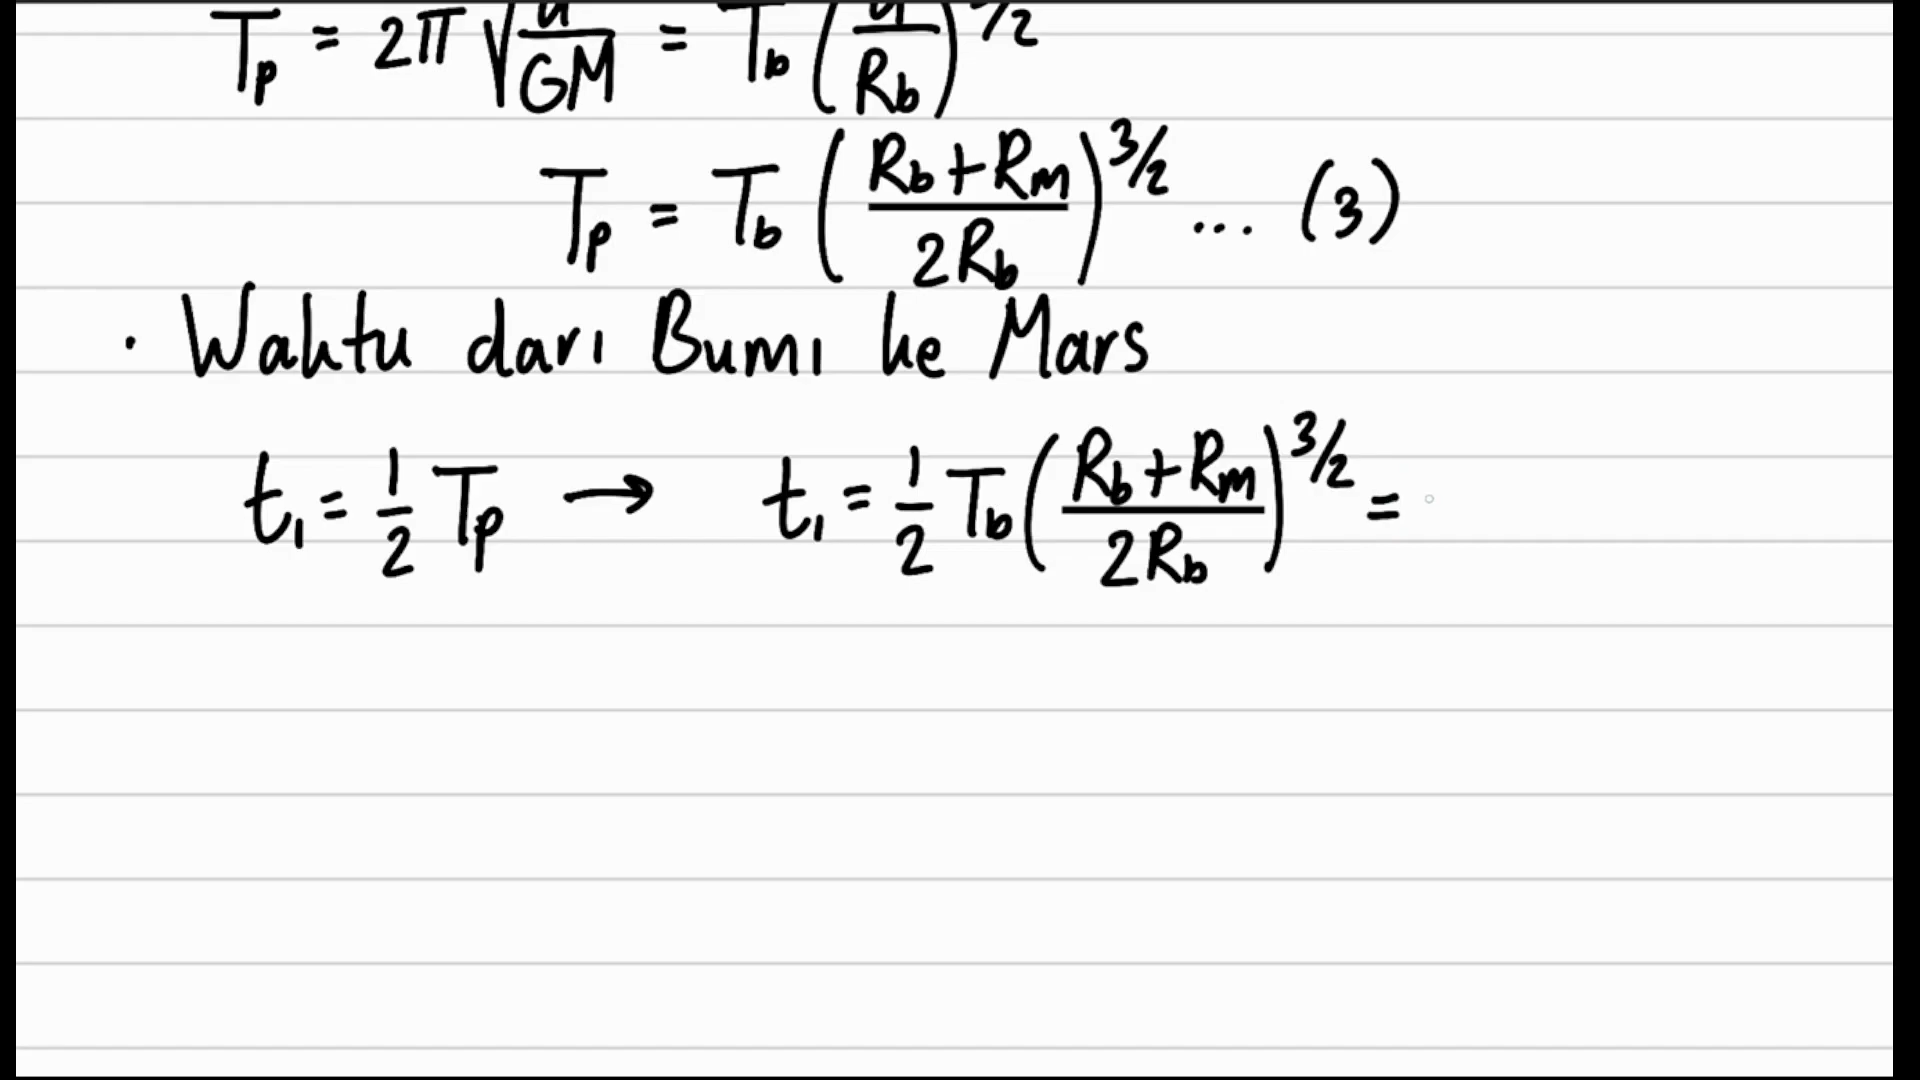 Tp = 2π √(a/GM) = Tb (a/Rb)^3/2
Tp = Tb ((Rb+Rm)/2Rb)^3/2 ... (3)
• Waktu dari Bumi ke Mars
t₁ = 1/2 Tp → t₁ = 1/2 Tb ((Rb+Rm)/2Rb)^3/2 =